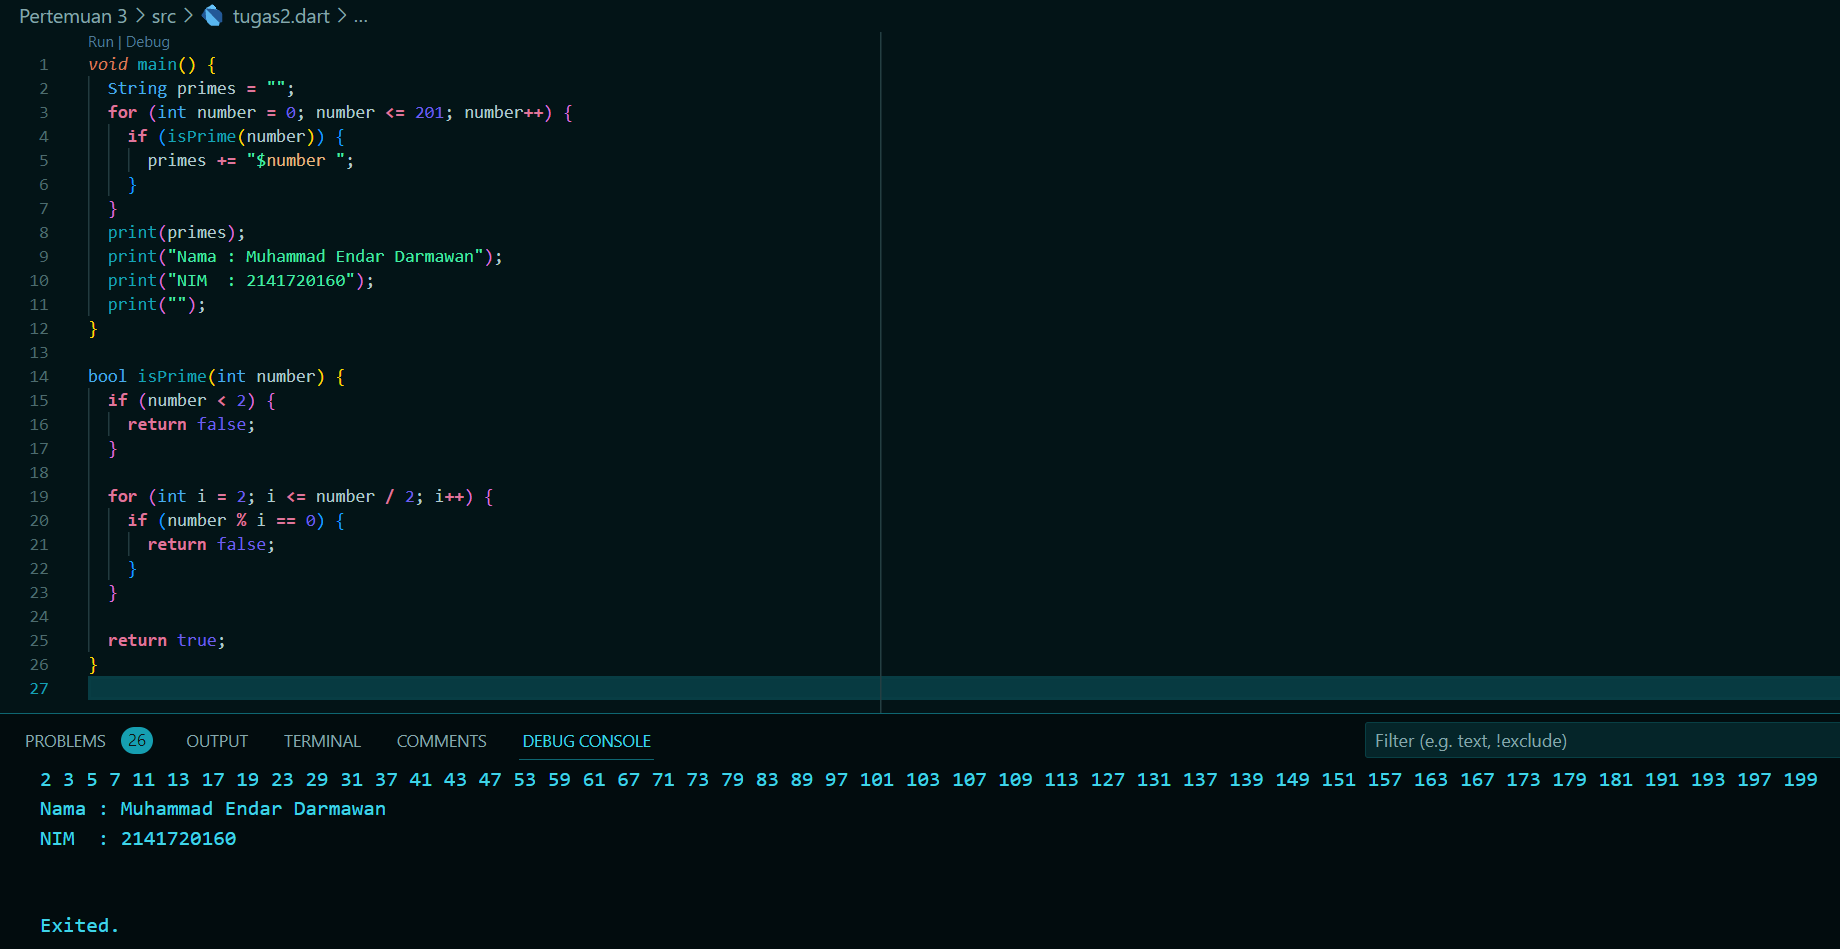 Pertemuan 3 > src > tugas2.dart > ...
Run | Debug
1 void main() {
2   String primes = "";
3   for (int number = 0; number <= 201; number++) {
4     if (isPrime(number)) {
5       primes += "$number ";
6     }
7   }
8   print(primes);
9   print("Nama : Muhammad Endar Darmawan");
10   print("NIM  : 2141720160");
11   print("");
12 }
13
14 bool isPrime(int number) {
15   if (number < 2) {
16     return false;
17   }
18
19   for (int i = 2; i <= number / 2; i++) {
20     if (number % i == 0) {
21       return false;
22     }
23   }
24
25   return true;
26 }
27
PROBLEMS 26 OUTPUT TERMINAL COMMENTS DEBUG CONSOLE Filter (e.g. text, !exclude)
2 3 5 7 11 13 17 19 23 29 31 37 41 43 47 53 59 61 67 71 73 79 83 89 97 101 103 107 109 113 127 131 137 139 149 151 157 163 167 173 179 181 191 193 197 199
Nama : Muhammad Endar Darmawan
NIM  : 2141720160
Exited.